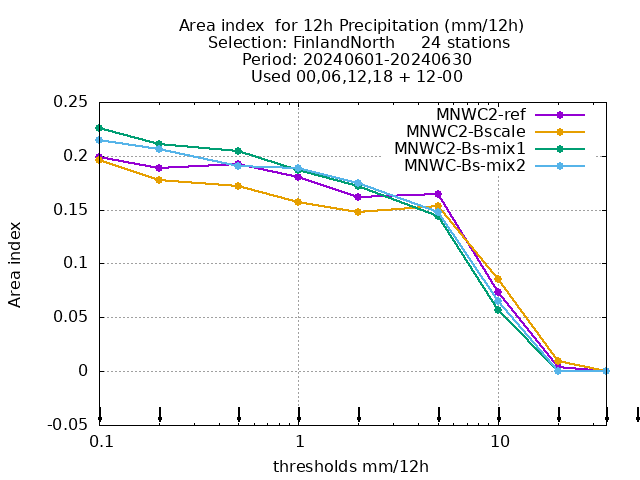 Area index  for 12h Precipitation (mm/12h)
Selection: FinlandNorth     24 stations
Period: 20240601-20240630
Used 00,06,12,18 + 12-00
MNWC2-ref
MNWC2-Bscale
MNWC2-Bs-mix1
MNWC-Bs-mix2
0.25
0.2
0.15
0.1
0.05
0
-0.05
Area index
0.1 1 10
thresholds mm/12h